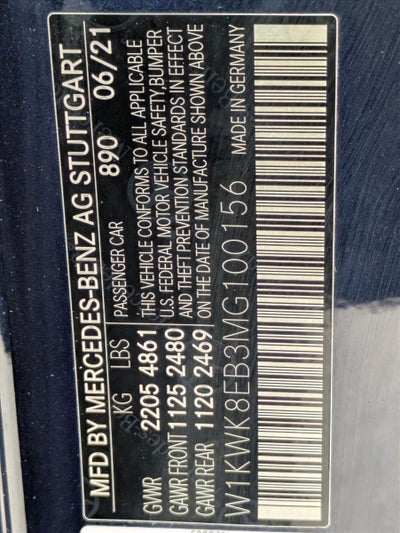 MFD BY MERCEDES-BENZ AG STUTTGART
890 06/21
KG LBS
GVWR 2205 4861
GAWR FRONT 1125 2480
GAWR REAR 1120 2469
PASSENGER CAR
THIS VEHICLE CONFORMS TO ALL APPLICABLE
U.S. FEDERAL MOTOR VEHICLE SAFETY,BUMPER
AND THEFT PREVENTION STANDARDS IN EFFECT
ON THE DATE OF MANUFACTURE SHOWN ABOVE
W1KWK8EB3MG100156
MADE IN GERMANY